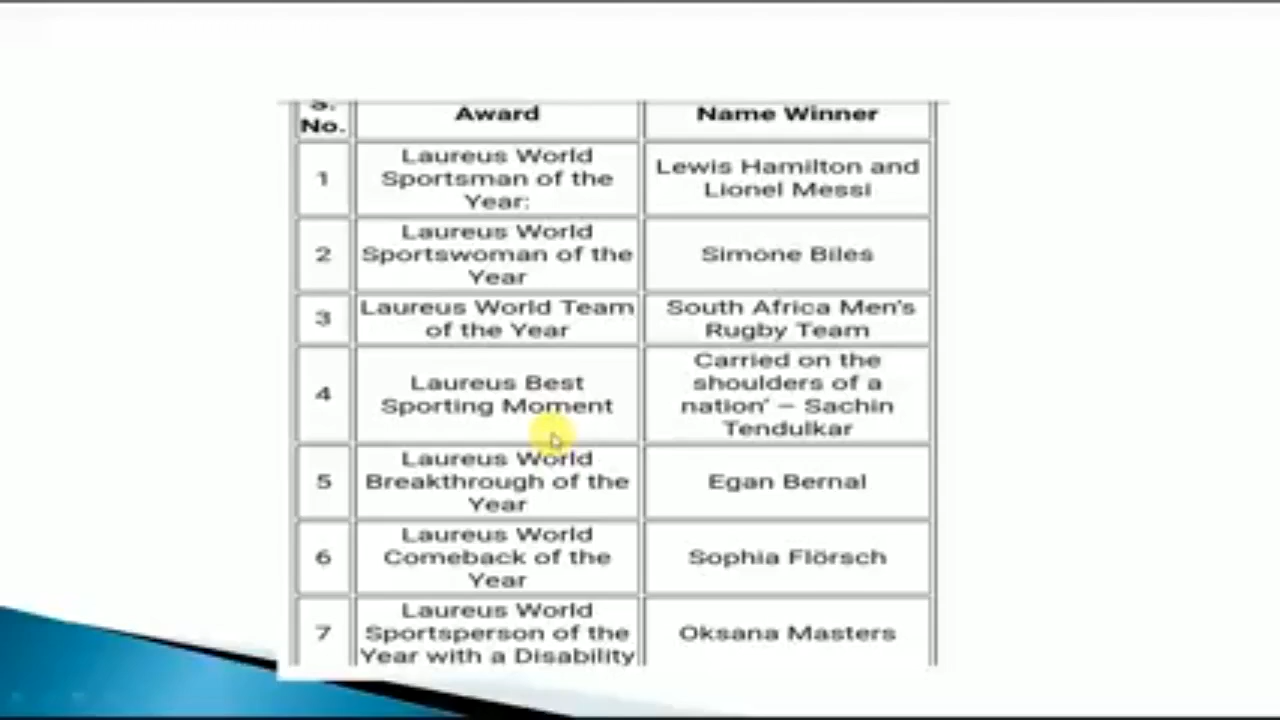 S.
No.
Award
Name Winner
1
Laureus World
Sportsman of the
Year:
Lewis Hamilton and
Lionel Messi
2
Laureus World
Sportswoman of the
Year
Simone Biles
3
Laureus World Team
of the Year
South Africa Men's
Rugby Team
4
Laureus Best
Sporting Moment
Carried on the
shoulders of a
nation’ – Sachin
Tendulkar
5
Laureus World
Breakthrough of the
Year
Egan Bernal
6
Laureus World
Comeback of the
Year
Sophia Flörsch
7
Laureus World
Sportsperson of the
Year with a Disability
Oksana Masters